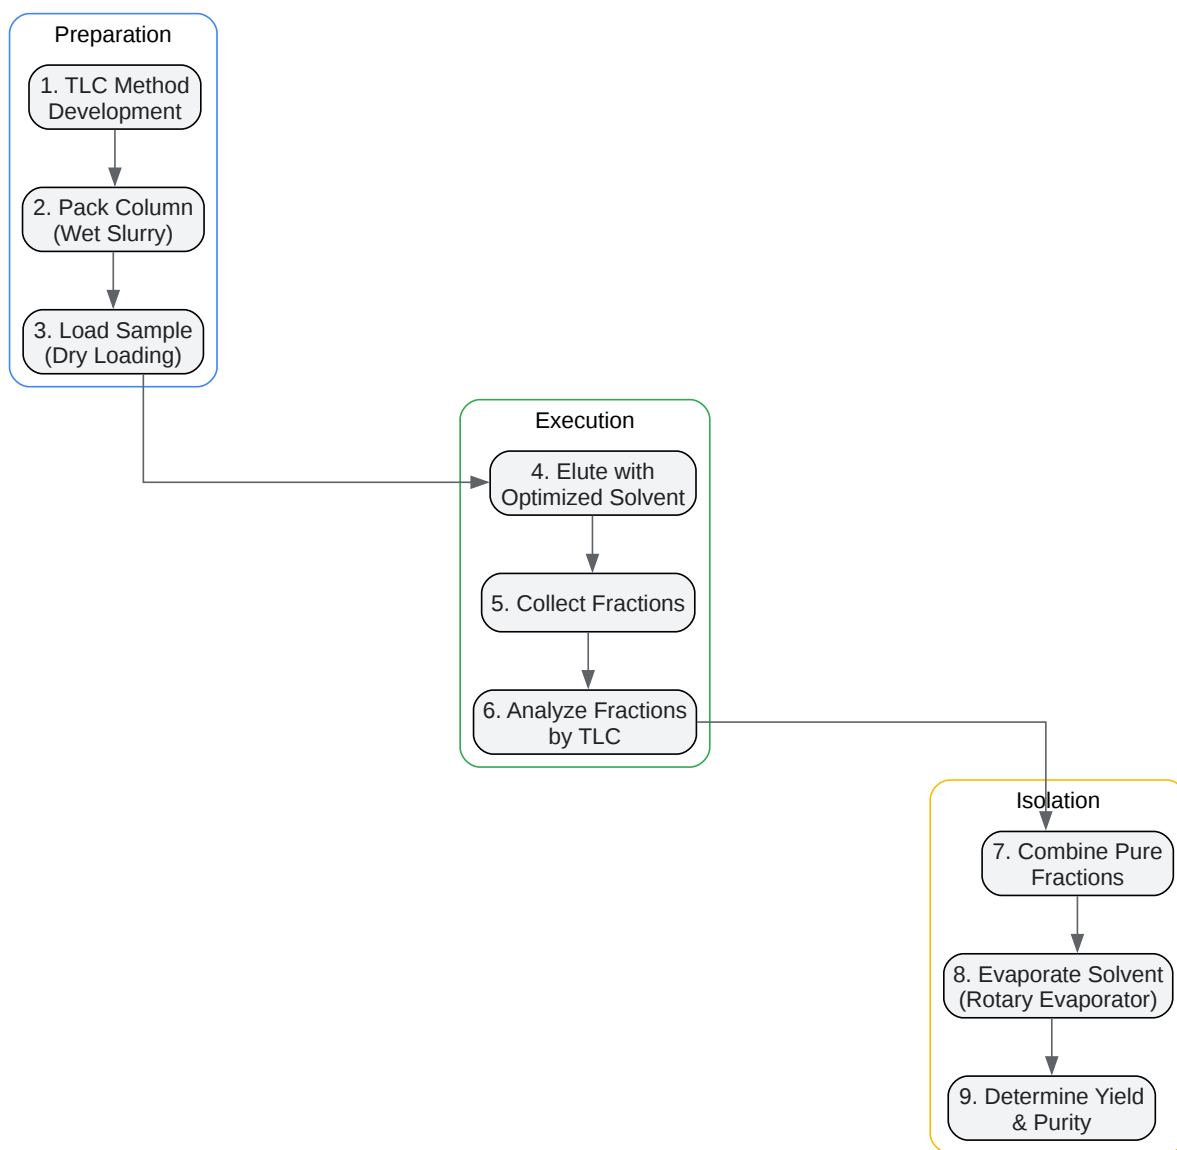 Preparation
1. TLC Method
Development
2. Pack Column
(Wet Slurry)
3. Load Sample
(Dry Loading)
Execution
4. Elute with
Optimized Solvent
5. Collect Fractions
6. Analyze Fractions
by TLC
Isolation
7. Combine Pure
Fractions
8. Evaporate Solvent
(Rotary Evaporator)
9. Determine Yield
& Purity